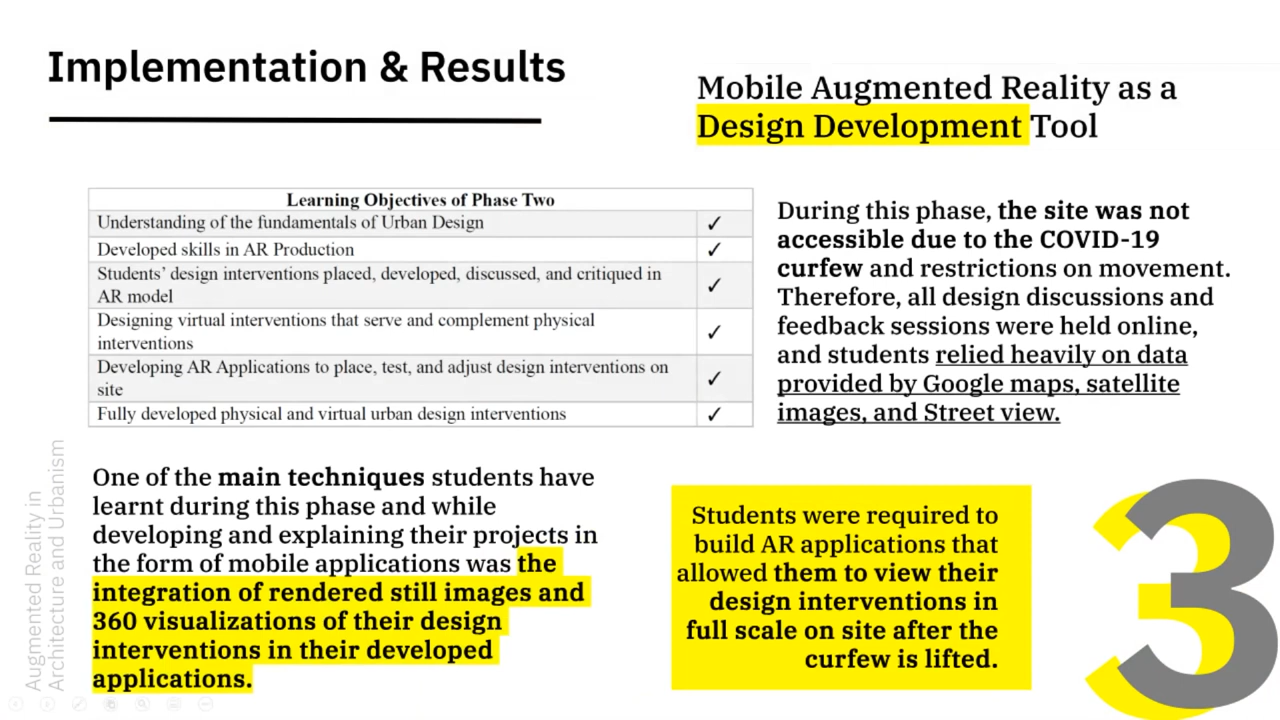 Implementation & Results
Mobile Augmented Reality as a
Design Development Tool
Learning Objectives of Phase Two
Understanding of the fundamentals of Urban Design ✓
Developed skills in AR Production ✓
Students' design interventions placed, developed, discussed, and critiqued in
AR model ✓
Designing virtual interventions that serve and complement physical
interventions ✓
Developing AR Applications to place, test, and adjust design interventions on
site ✓
Fully developed physical and virtual urban design interventions ✓
During this phase, the site was not
accessible due to the COVID-19
curfew and restrictions on movement.
Therefore, all design discussions and
feedback sessions were held online,
and students relied heavily on data
provided by Google maps, satellite
images, and Street view.
One of the main techniques students have
learnt during this phase and while
developing and explaining their projects in
the form of mobile applications was the
integration of rendered still images and
360 visualizations of their design
interventions in their developed
applications.
Students were required to
build AR applications that
allowed them to view their
design interventions in
full scale on site after the
curfew is lifted.
3
Augmented Reality in
Architecture and Urbanism